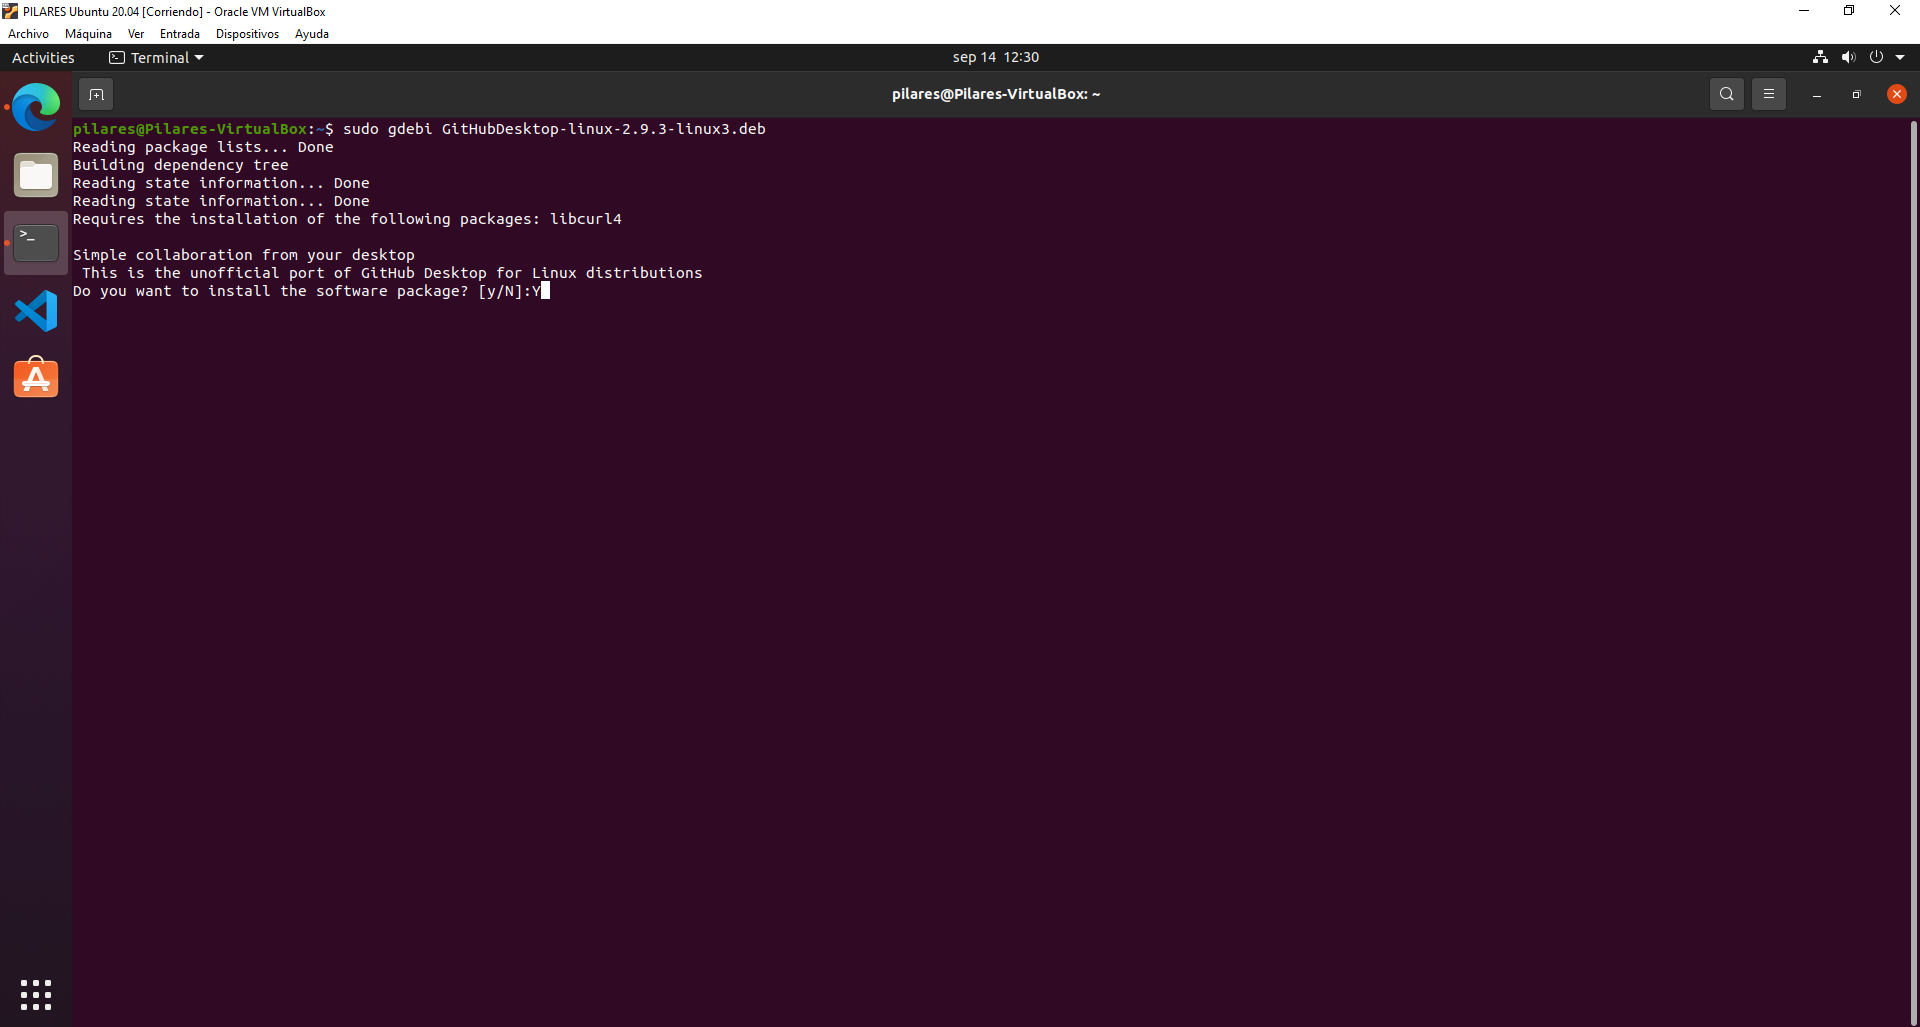 PILARES Ubuntu 20.04 [Corriendo] - Oracle VM VirtualBox
Archivo Máquina Ver Entrada Dispositivos Ayuda
Activities Terminal sep 14 12:30
pilares@Pilares-VirtualBox: ~
pilares@Pilares-VirtualBox:~$ sudo gdebi GitHubDesktop-linux-2.9.3-linux3.deb
Reading package lists... Done
Building dependency tree
Reading state information... Done
Reading state information... Done
Requires the installation of the following packages: libcurl4
Simple collaboration from your desktop
This is the unofficial port of GitHub Desktop for Linux distributions
Do you want to install the software package? [y/N]:Y